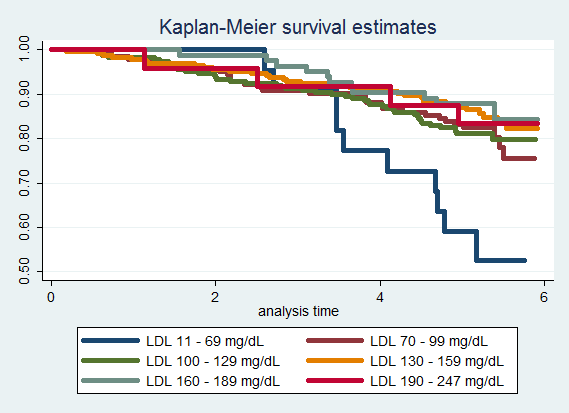 Kaplan-Meier survival estimates
1.00
0.90
0.80
0.70
0.60
0.50
0 2 4 6
analysis time
LDL 11 - 69 mg/dL LDL 70 - 99 mg/dL
LDL 100 - 129 mg/dL LDL 130 - 159 mg/dL
LDL 160 - 189 mg/dL LDL 190 - 247 mg/dL